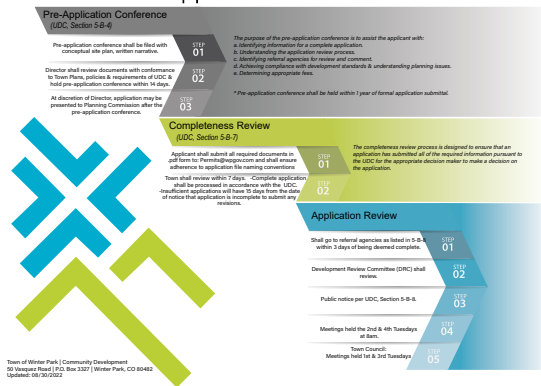 Pre-Application Conference
(UDC, Section 5-B-4)
Pre-application conference shall be filed with
conceptual site plan, written narrative.
STEP
01
Director shall review documents with conformance
to Town Plans, policies & requirements of UDC &
hold pre-application conference within 14 days.
STEP
02
At discretion of Director, application may be
presented to Planning Commission after the
pre-application conference.
STEP
03
The purpose of the pre-application conference is to assist the applicant with:
a. Identifying information for a complete application.
b. Understanding the application review process.
c. Identifying referral agencies for review and comment.
d. Achieving compliance with development standards & understanding planning issues.
e. Determining appropriate fees.
* Pre-application conference shall be held within 1 year of formal application submittal.
Completeness Review
(UDC, Section 5-B-7)
Applicant shall submit all required documents in
.pdf form to: Permits@wpgov.com and shall ensure
adherence to application file naming conventions
STEP
01
Town shall review within 7 days. -Complete application
shall be processed in accordance with the UDC.
-Insufficient applications will have 15 days from the date
of notice that application is incomplete to submit any
revisions.
STEP
02
The completeness review process is designed to ensure that an
application has submitted all of the required information pursuant to
the UDC for the appropriate decision maker to make a decision on
the application.
Application Review
Shall go to referral agencies as listed in 5-B-8
within 3 days of being deemed complete.
STEP
01
Development Review Committee (DRC) shall
review.
STEP
02
Public notice per UDC, Section 5-B-8.
STEP
03
Meetings held the 2nd & 4th Tuesdays
at 8am.
STEP
04
Town Council:
Meetings held 1st & 3rd Tuesdays
STEP
05
Town of Winter Park | Community Development
50 Vasquez Road | P.O. Box 3327 | Winter Park, CO 80482
Updated: 08/30/2022